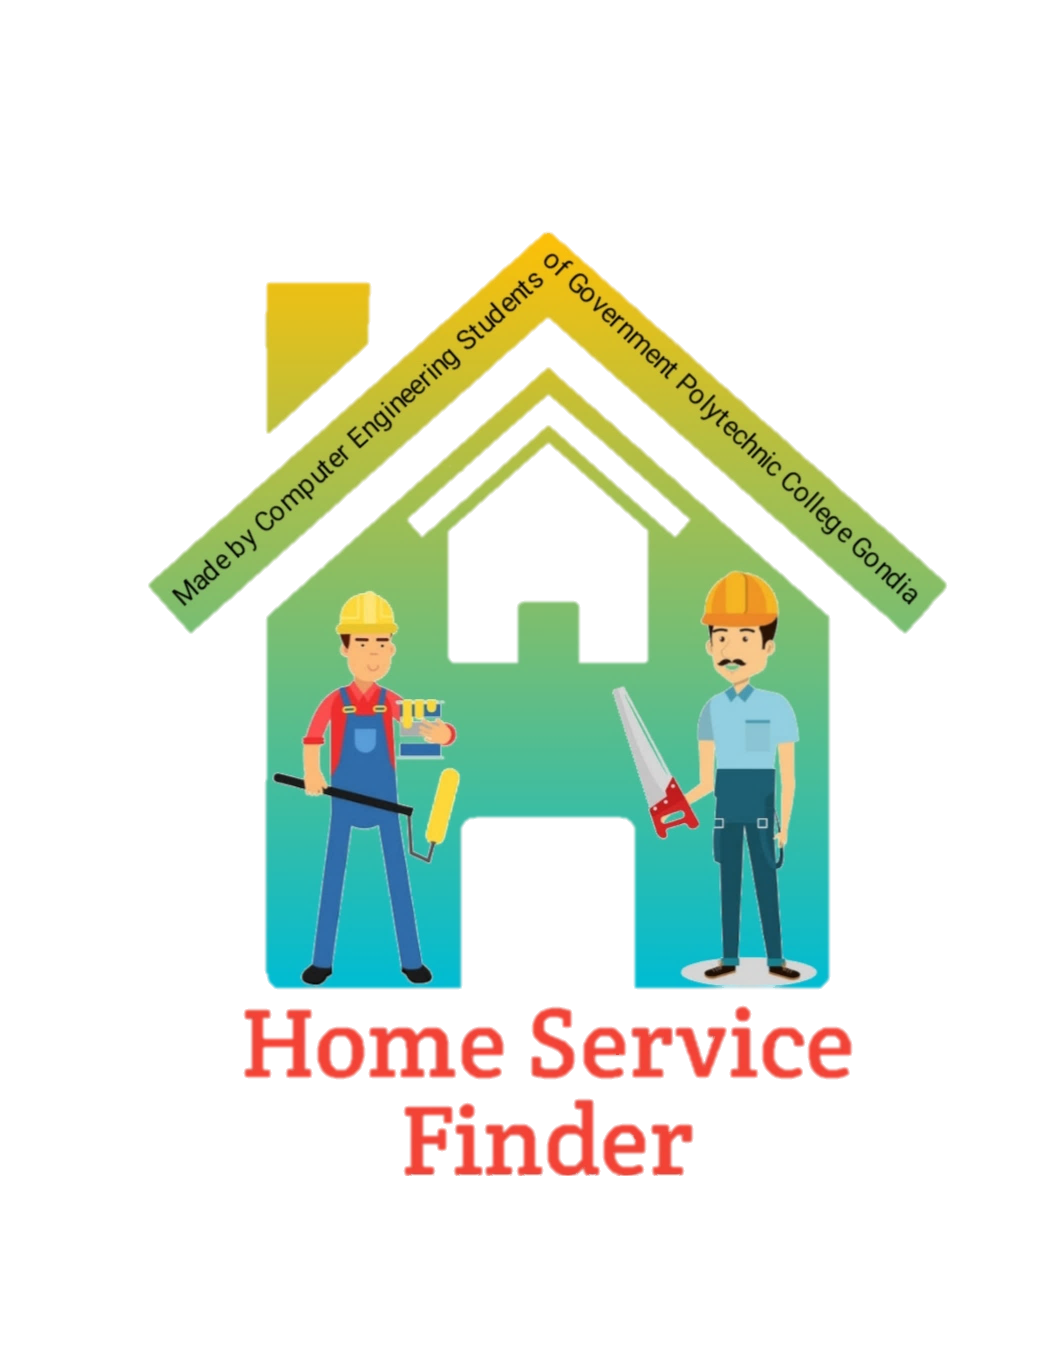 Made by Computer Engineering Students
of Government Polytechnic College Gondia
Home Service
Finder